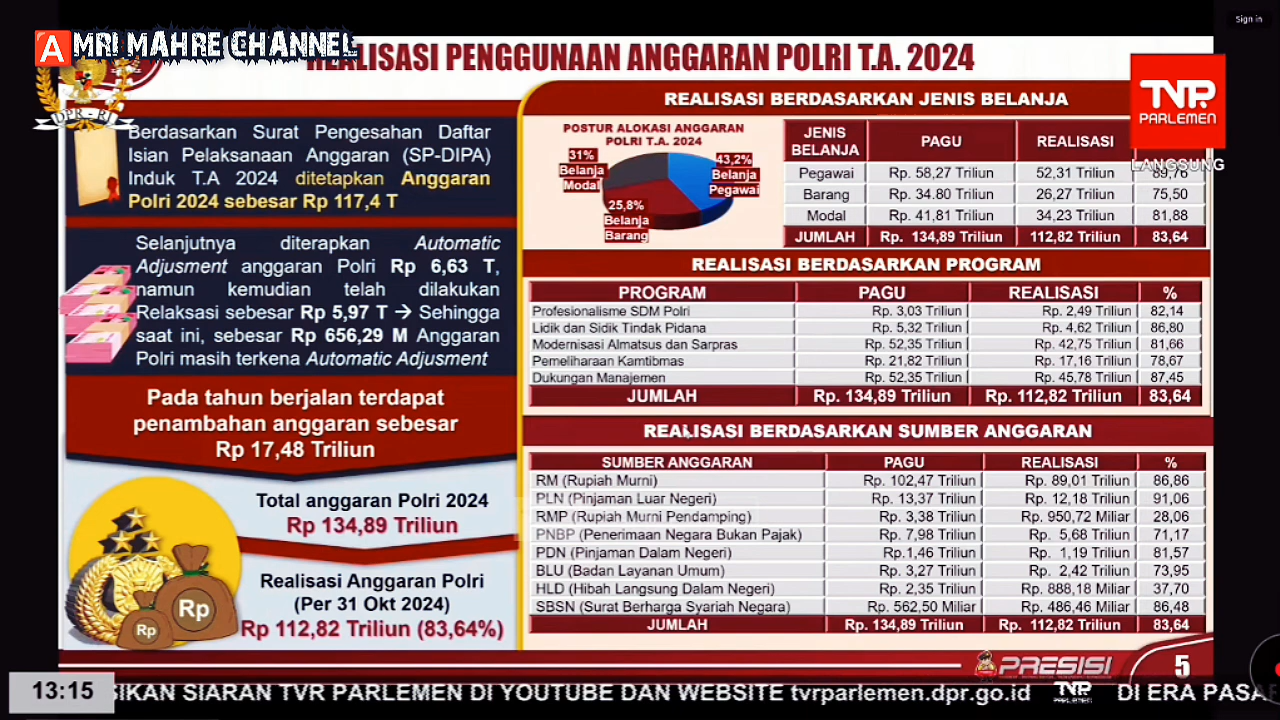 Sign in
AMRI MAHRE CHANNEL
REALISASI PENGGUNAAN ANGGARAN POLRI T.A. 2024
DPR - RI
TVR
PARLEMEN
LANGSUNG
Berdasarkan Surat Pengesahan Daftar
Isian Pelaksanaan Anggaran (SP-DIPA)
Induk T.A 2024 ditetapkan Anggaran
Polri 2024 sebesar Rp 117,4 T
Selanjutnya diterapkan Automatic
Adjusment anggaran Polri Rp 6,63 T,
namun kemudian telah dilakukan
Relaksasi sebesar Rp 5,97 T → Sehingga
saat ini, sebesar Rp 656,29 M Anggaran
Polri masih terkena Automatic Adjusment
Pada tahun berjalan terdapat
penambahan anggaran sebesar
Rp 17,48 Triliun
Total anggaran Polri 2024
Rp 134,89 Triliun
Realisasi Anggaran Polri
(Per 31 Okt 2024)
Rp 112,82 Triliun (83,64%)
Rp
Rp
REALISASI BERDASARKAN JENIS BELANJA
POSTUR ALOKASI ANGGARAN
POLRI T.A. 2024
31%
Belanja
Modal
43,2%
Belanja
Pegawai
25,8%
Belanja
Barang
JENIS BELANJA PAGU REALISASI
Pegawai Rp. 58,27 Triliun 52,31 Triliun 89,76
Barang Rp. 34.80 Triliun 26,27 Triliun 75,50
Modal Rp. 41,81 Triliun 34,23 Triliun 81,88
JUMLAH Rp. 134,89 Triliun 112,82 Triliun 83,64
REALISASI BERDASARKAN PROGRAM
PROGRAM PAGU REALISASI %
Profesionalisme SDM Polri Rp. 3,03 Triliun Rp. 2,49 Triliun 82,14
Lidik dan Sidik Tindak Pidana Rp. 5,32 Triliun Rp. 4,62 Triliun 86,80
Modernisasi Almatsus dan Sarpras Rp. 52,35 Triliun Rp. 42,75 Triliun 81,66
Pemeliharaan Kamtibmas Rp. 21,82 Triliun Rp. 17,16 Triliun 78,67
Dukungan Manajemen Rp. 52,35 Triliun Rp. 45,78 Triliun 87,45
JUMLAH Rp. 134,89 Triliun Rp. 112,82 Triliun 83,64
REALISASI BERDASARKAN SUMBER ANGGARAN
SUMBER ANGGARAN PAGU REALISASI %
RM (Rupiah Murni) Rp. 102,47 Triliun Rp. 89,01 Triliun 86,86
PLN (Pinjaman Luar Negeri) Rp. 13,37 Triliun Rp. 12,18 Triliun 91,06
RMP (Rupiah Murni Pendamping) Rp. 3,38 Triliun Rp. 950,72 Miliar 28,06
PNBP (Penerimaan Negara Bukan Pajak) Rp. 7,98 Triliun Rp. 5,68 Triliun 71,17
PDN (Pinjaman Dalam Negeri) Rp.1,46 Triliun Rp. 1,19 Triliun 81,57
BLU (Badan Layanan Umum) Rp. 3,27 Triliun Rp. 2,42 Triliun 73,95
HLD (Hibah Langsung Dalam Negeri) Rp. 2,35 Triliun Rp. 888,18 Miliar 37,70
SBSN (Surat Berharga Syariah Negara) Rp. 562,50 Miliar Rp. 486,46 Miliar 86,48
JUMLAH Rp. 134,89 Triliun Rp. 112,82 Triliun 83,64
PRESISI 5
13:15 SIKAN SIARAN TVR PARLEMEN DI YOUTUBE DAN WEBSITE tvrparlemen.dpr.go.id TVR PARLEMEN DI ERA PASAR